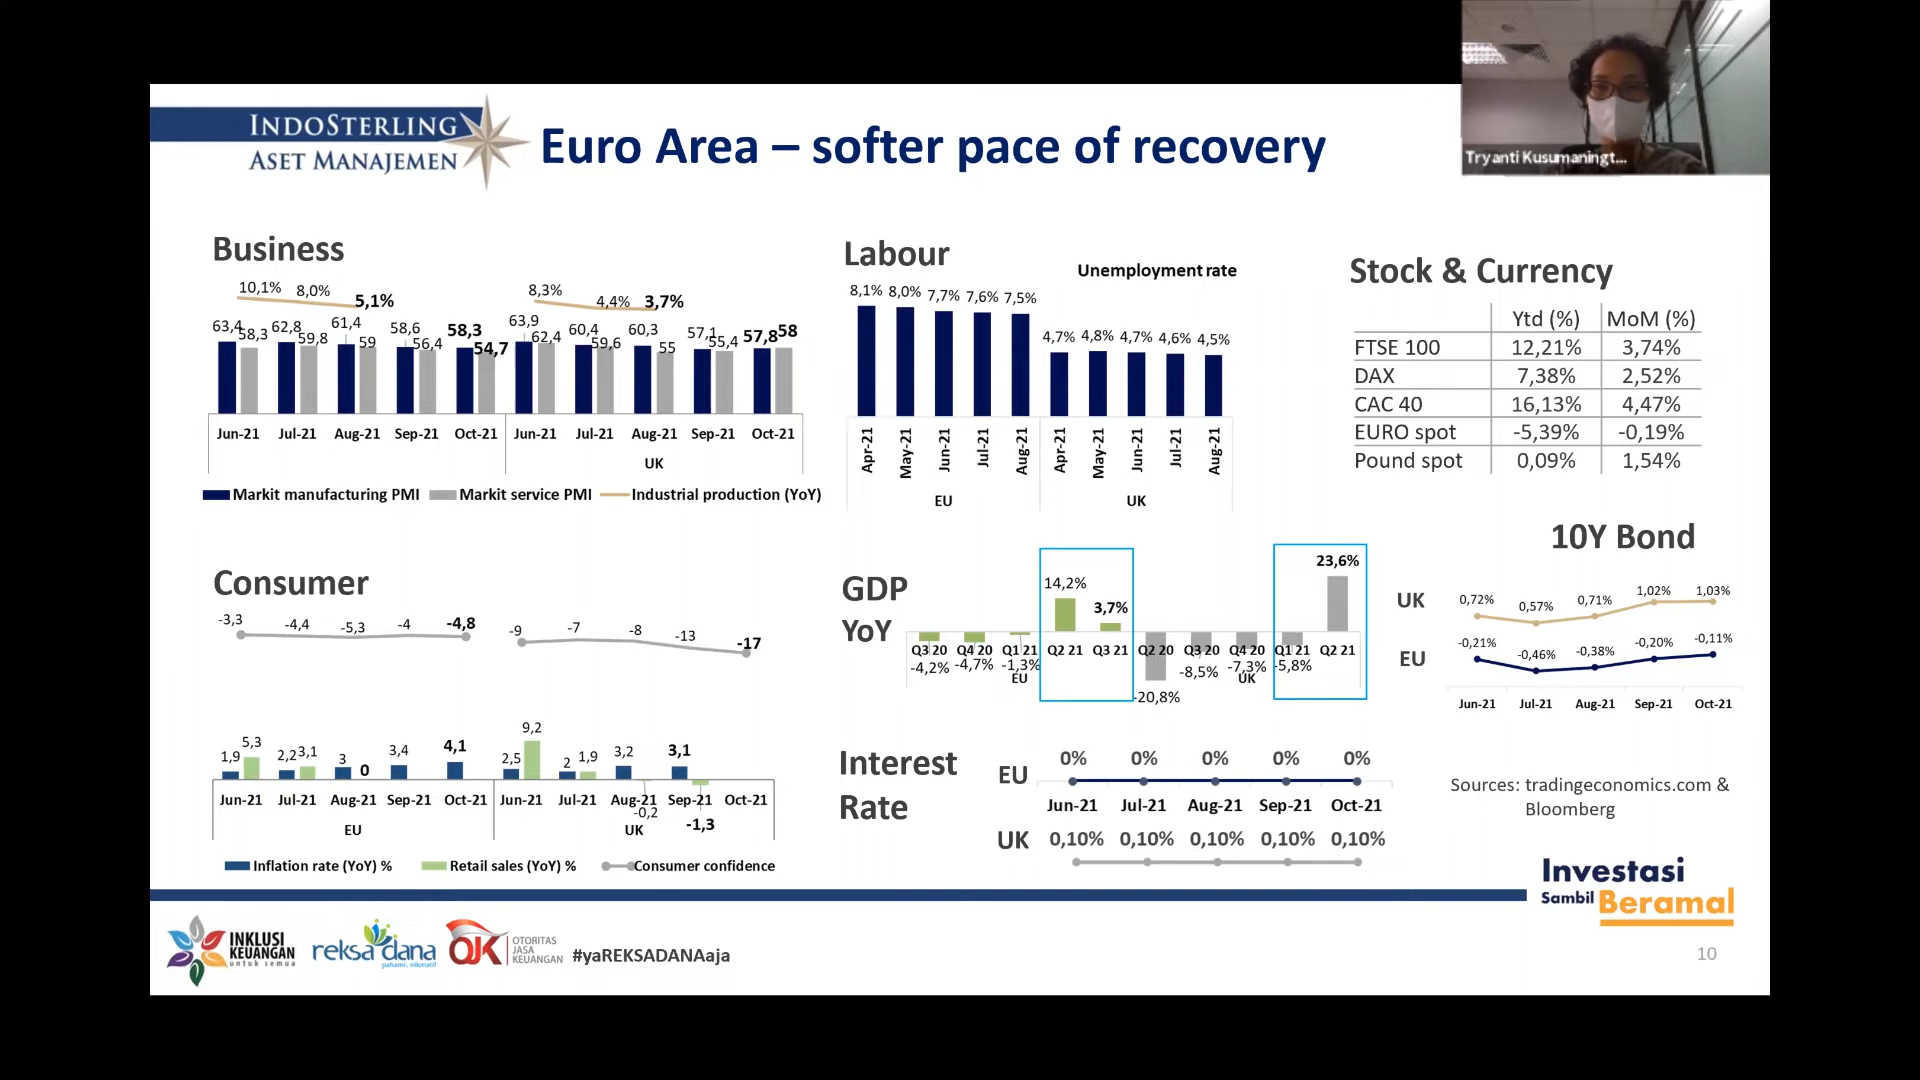 INDOSTERLING
ASET MANAJEMEN
Euro Area – softer pace of recovery
Tryanti Kusumaningt...
Business
10,1% 8,0% 5,1% 8,3% 4,4% 3,7%
63,4 58,3 62,8 59,8 61,4 59 58,6 56,4 58,3 54,7 63,9 62,4 60,4 59,6 60,3 55 57,1 55,4 57,8 58
Jun-21 Jul-21 Aug-21 Sep-21 Oct-21 Jun-21 Jul-21 Aug-21 Sep-21 Oct-21
UK
Markit manufacturing PMI Markit service PMI Industrial production (YoY)
Labour
Unemployment rate
8,1% 8,0% 7,7% 7,6% 7,5% 4,7% 4,8% 4,7% 4,6% 4,5%
Apr-21 May-21 Jun-21 Jul-21 Aug-21 Apr-21 May-21 Jun-21 Jul-21 Aug-21
EU UK
Stock & Currency
Ytd (%) MoM (%)
FTSE 100 12,21% 3,74%
DAX 7,38% 2,52%
CAC 40 16,13% 4,47%
EURO spot -5,39% -0,19%
Pound spot 0,09% 1,54%
Consumer
-3,3 -4,4 -5,3 -4 -4,8 -9 -7 -8 -13 -17
1,9 5,3 2,2 3,1 3 0 3,4 4,1 2,5 9,2 2 1,9 3,2 -0,2 3,1 -1,3
Jun-21 Jul-21 Aug-21 Sep-21 Oct-21 Jun-21 Jul-21 Aug-21 Sep-21 Oct-21
EU UK
Inflation rate (YoY) % Retail sales (YoY) % Consumer confidence
GDP
YoY
14,2% 3,7% 23,6%
Q3 20 Q4 20 Q1 21 Q2 21 Q3 21 Q2 20 Q3 20 Q4 20 Q1 21 Q2 21
-4,2% -4,7% -1,3% -20,8% -8,5% -7,3% -5,8%
EU UK
10Y Bond
UK 0,72% 0,57% 0,71% 1,02% 1,03%
EU -0,21% -0,46% -0,38% -0,20% -0,11%
Jun-21 Jul-21 Aug-21 Sep-21 Oct-21
Interest
Rate
EU 0% 0% 0% 0% 0%
Jun-21 Jul-21 Aug-21 Sep-21 Oct-21
UK 0,10% 0,10% 0,10% 0,10% 0,10%
Sources: tradingeconomics.com &
Bloomberg
Investasi
Sambil Beramal
INKLUSI
KEUANGAN
untuk semua
reksa dana
pahami, nikmati
OJK
OTORITAS
JASA
KEUANGAN
#yaREKSADANAaja
10